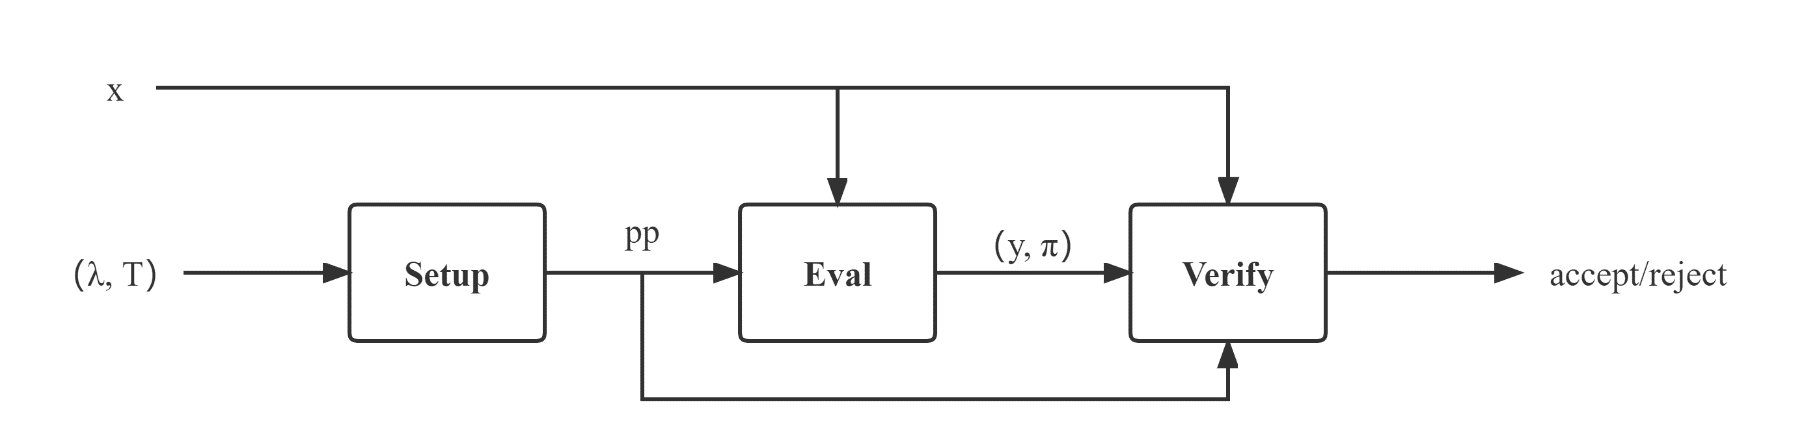 x
pp
(y, π)
(λ, T)
Setup
Eval
Verify
accept/reject